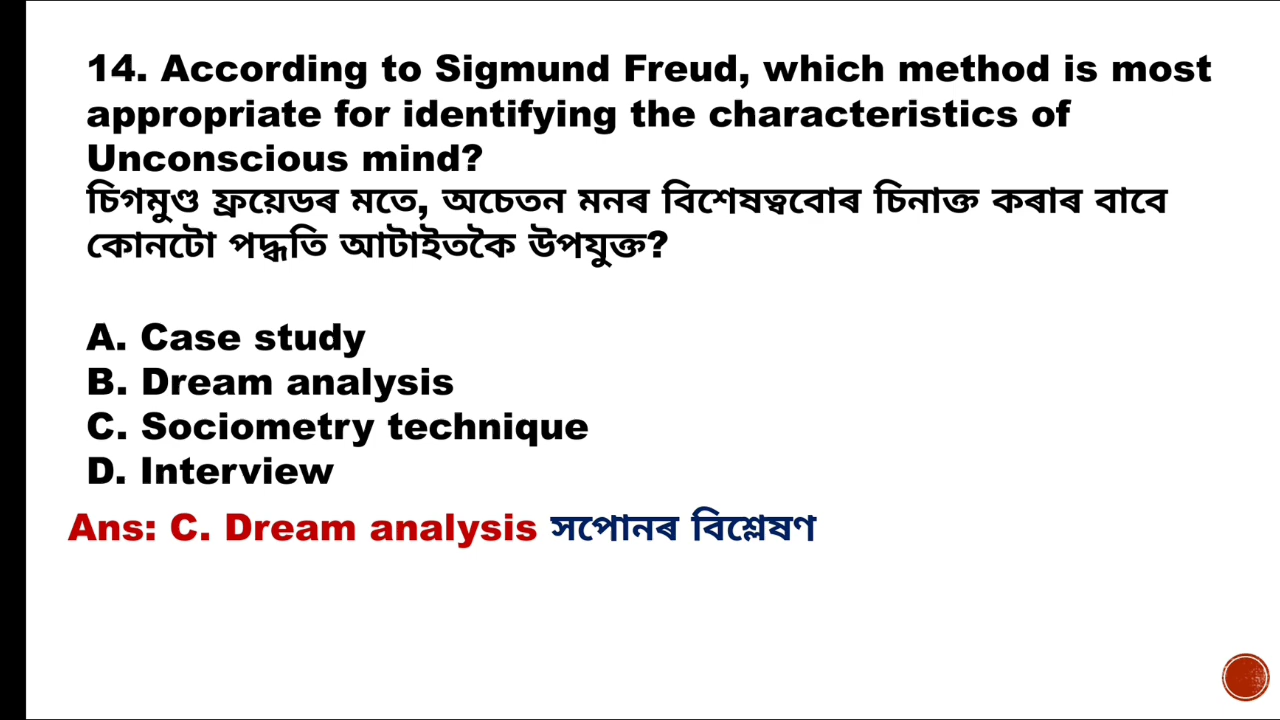 14. According to Sigmund Freud, which method is most
appropriate for identifying the characteristics of
Unconscious mind?
চিগমুণ্ড ফ্ৰয়েডৰ মতে, অচেতন মনৰ বিশেষত্ববোৰ চিনাক্ত কৰাৰ বাবে
কোনটো পদ্ধতি আটাইতকৈ উপযুক্ত?
A. Case study
B. Dream analysis
C. Sociometry technique
D. Interview
Ans: C. Dream analysis সপোনৰ বিশ্লেষণ